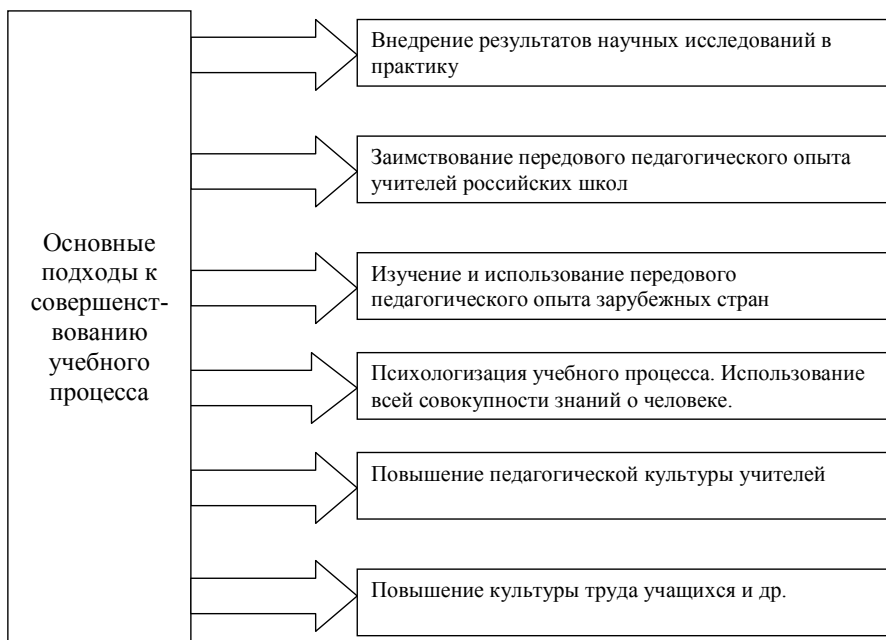 Основные
подходы к
совершенст-
вованию
учебного
процесса
Внедрение результатов научных исследований в
практику
Заимствование передового педагогического опыта
учителей российских школ
Изучение и использование передового
педагогического опыта зарубежных стран
Психологизация учебного процесса. Использование
всей совокупности знаний о человеке.
Повышение педагогической культуры учителей
Повышение культуры труда учащихся и др.